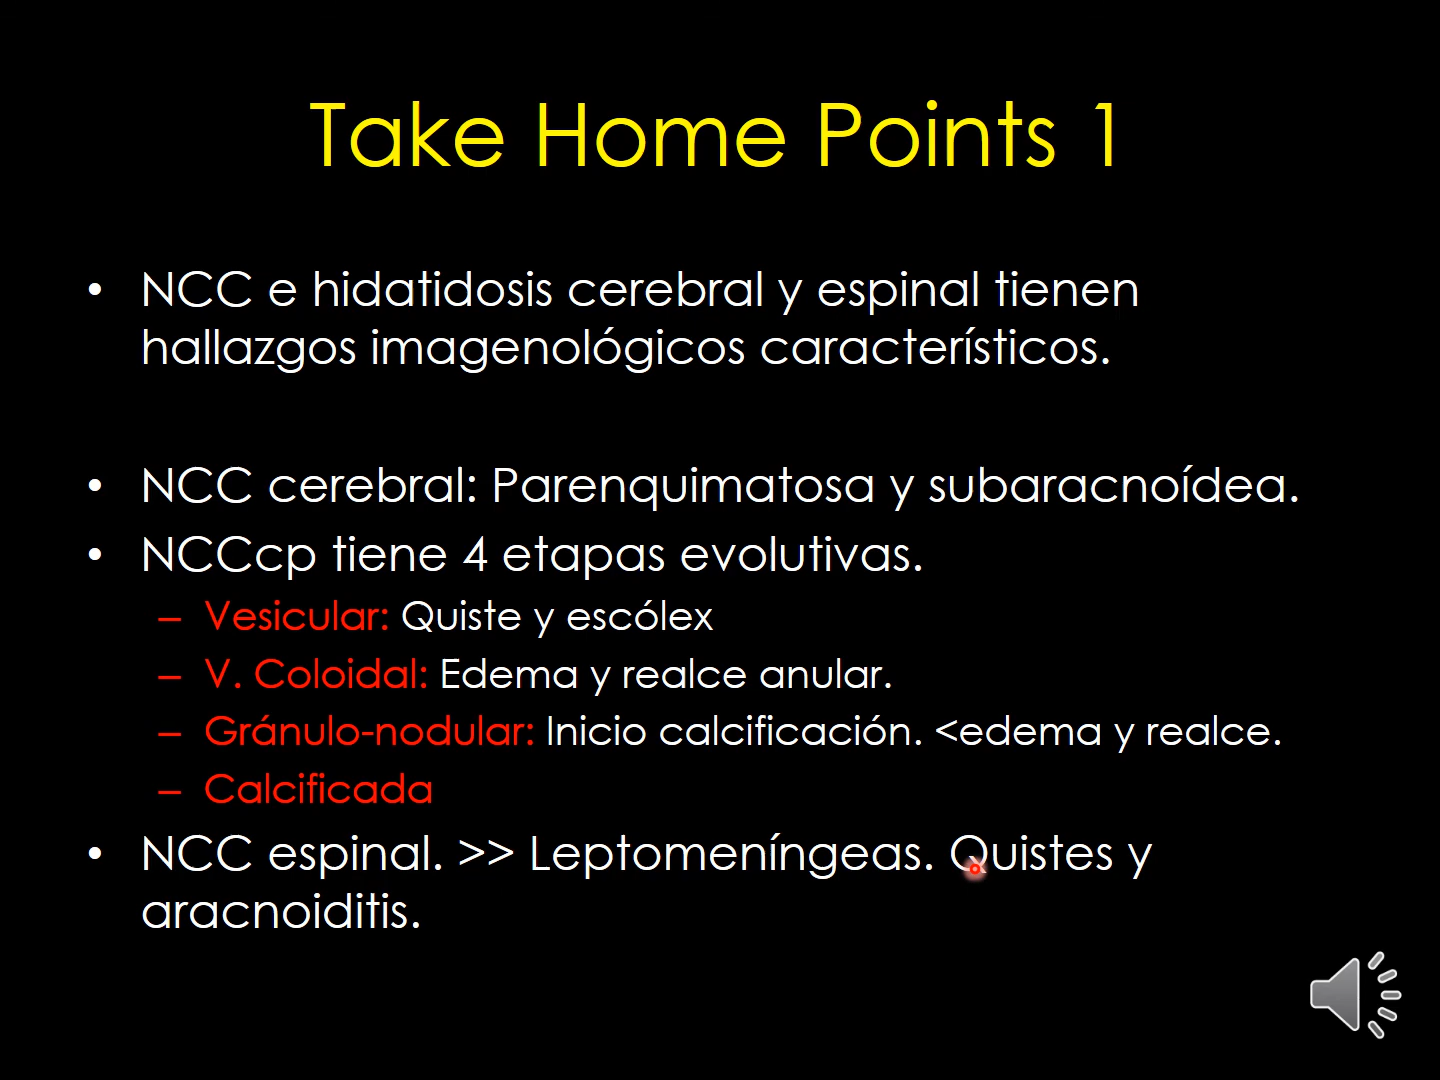 Take Home Points 1
• NCC e hidatidosis cerebral y espinal tienen
hallazgos imagenológicos característicos.
• NCC cerebral: Parenquimatosa y subaracnoídea.
• NCCcp tiene 4 etapas evolutivas.
– Vesicular: Quiste y escólex
– V. Coloidal: Edema y realce anular.
– Gránulo-nodular: Inicio calcificación. <edema y realce.
– Calcificada
• NCC espinal. >> Leptomeníngeas. Quistes y
aracnoiditis.